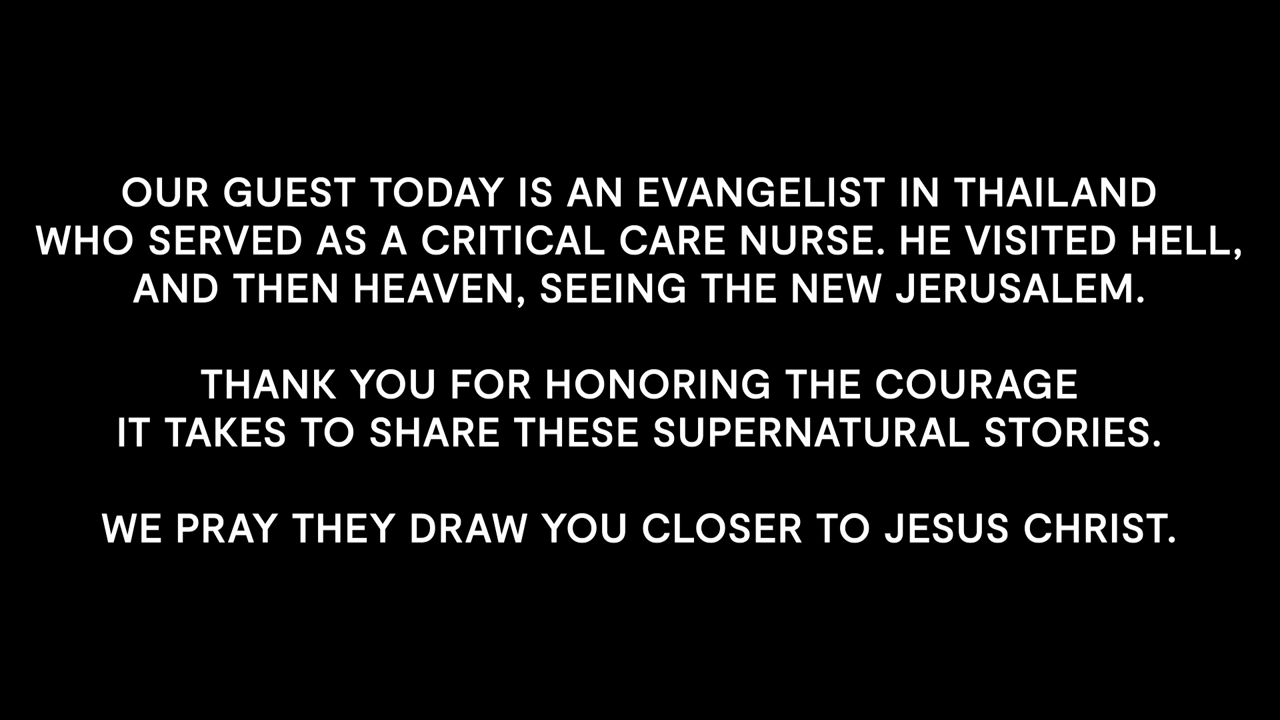 OUR GUEST TODAY IS AN EVANGELIST IN THAILAND
WHO SERVED AS A CRITICAL CARE NURSE. HE VISITED HELL,
AND THEN HEAVEN, SEEING THE NEW JERUSALEM.
THANK YOU FOR HONORING THE COURAGE
IT TAKES TO SHARE THESE SUPERNATURAL STORIES.
WE PRAY THEY DRAW YOU CLOSER TO JESUS CHRIST.